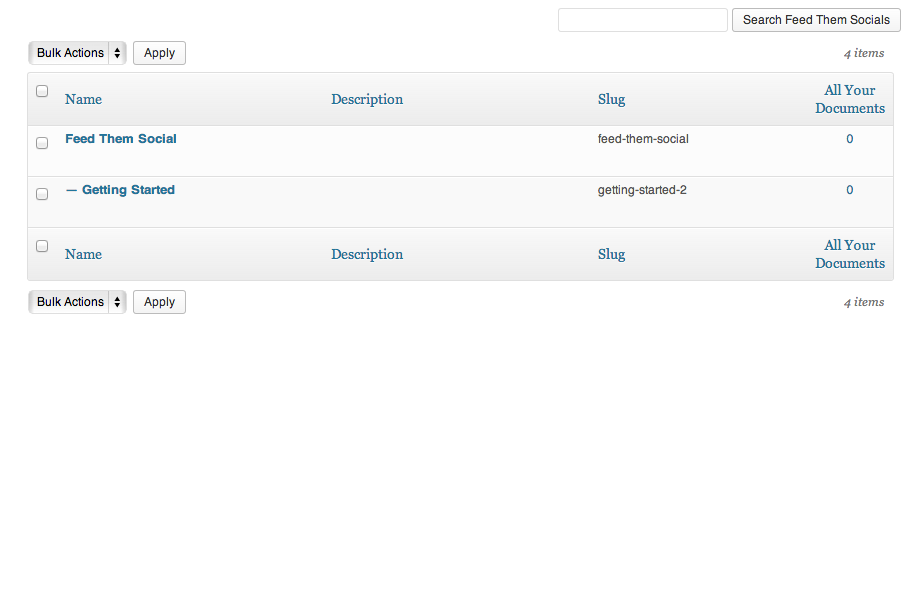 Search Feed Them Socials
Bulk Actions Apply 4 items
Name Description Slug All Your
Documents
Feed Them Social feed-them-social 0
— Getting Started getting-started-2 0
Name Description Slug All Your
Documents
Bulk Actions Apply 4 items